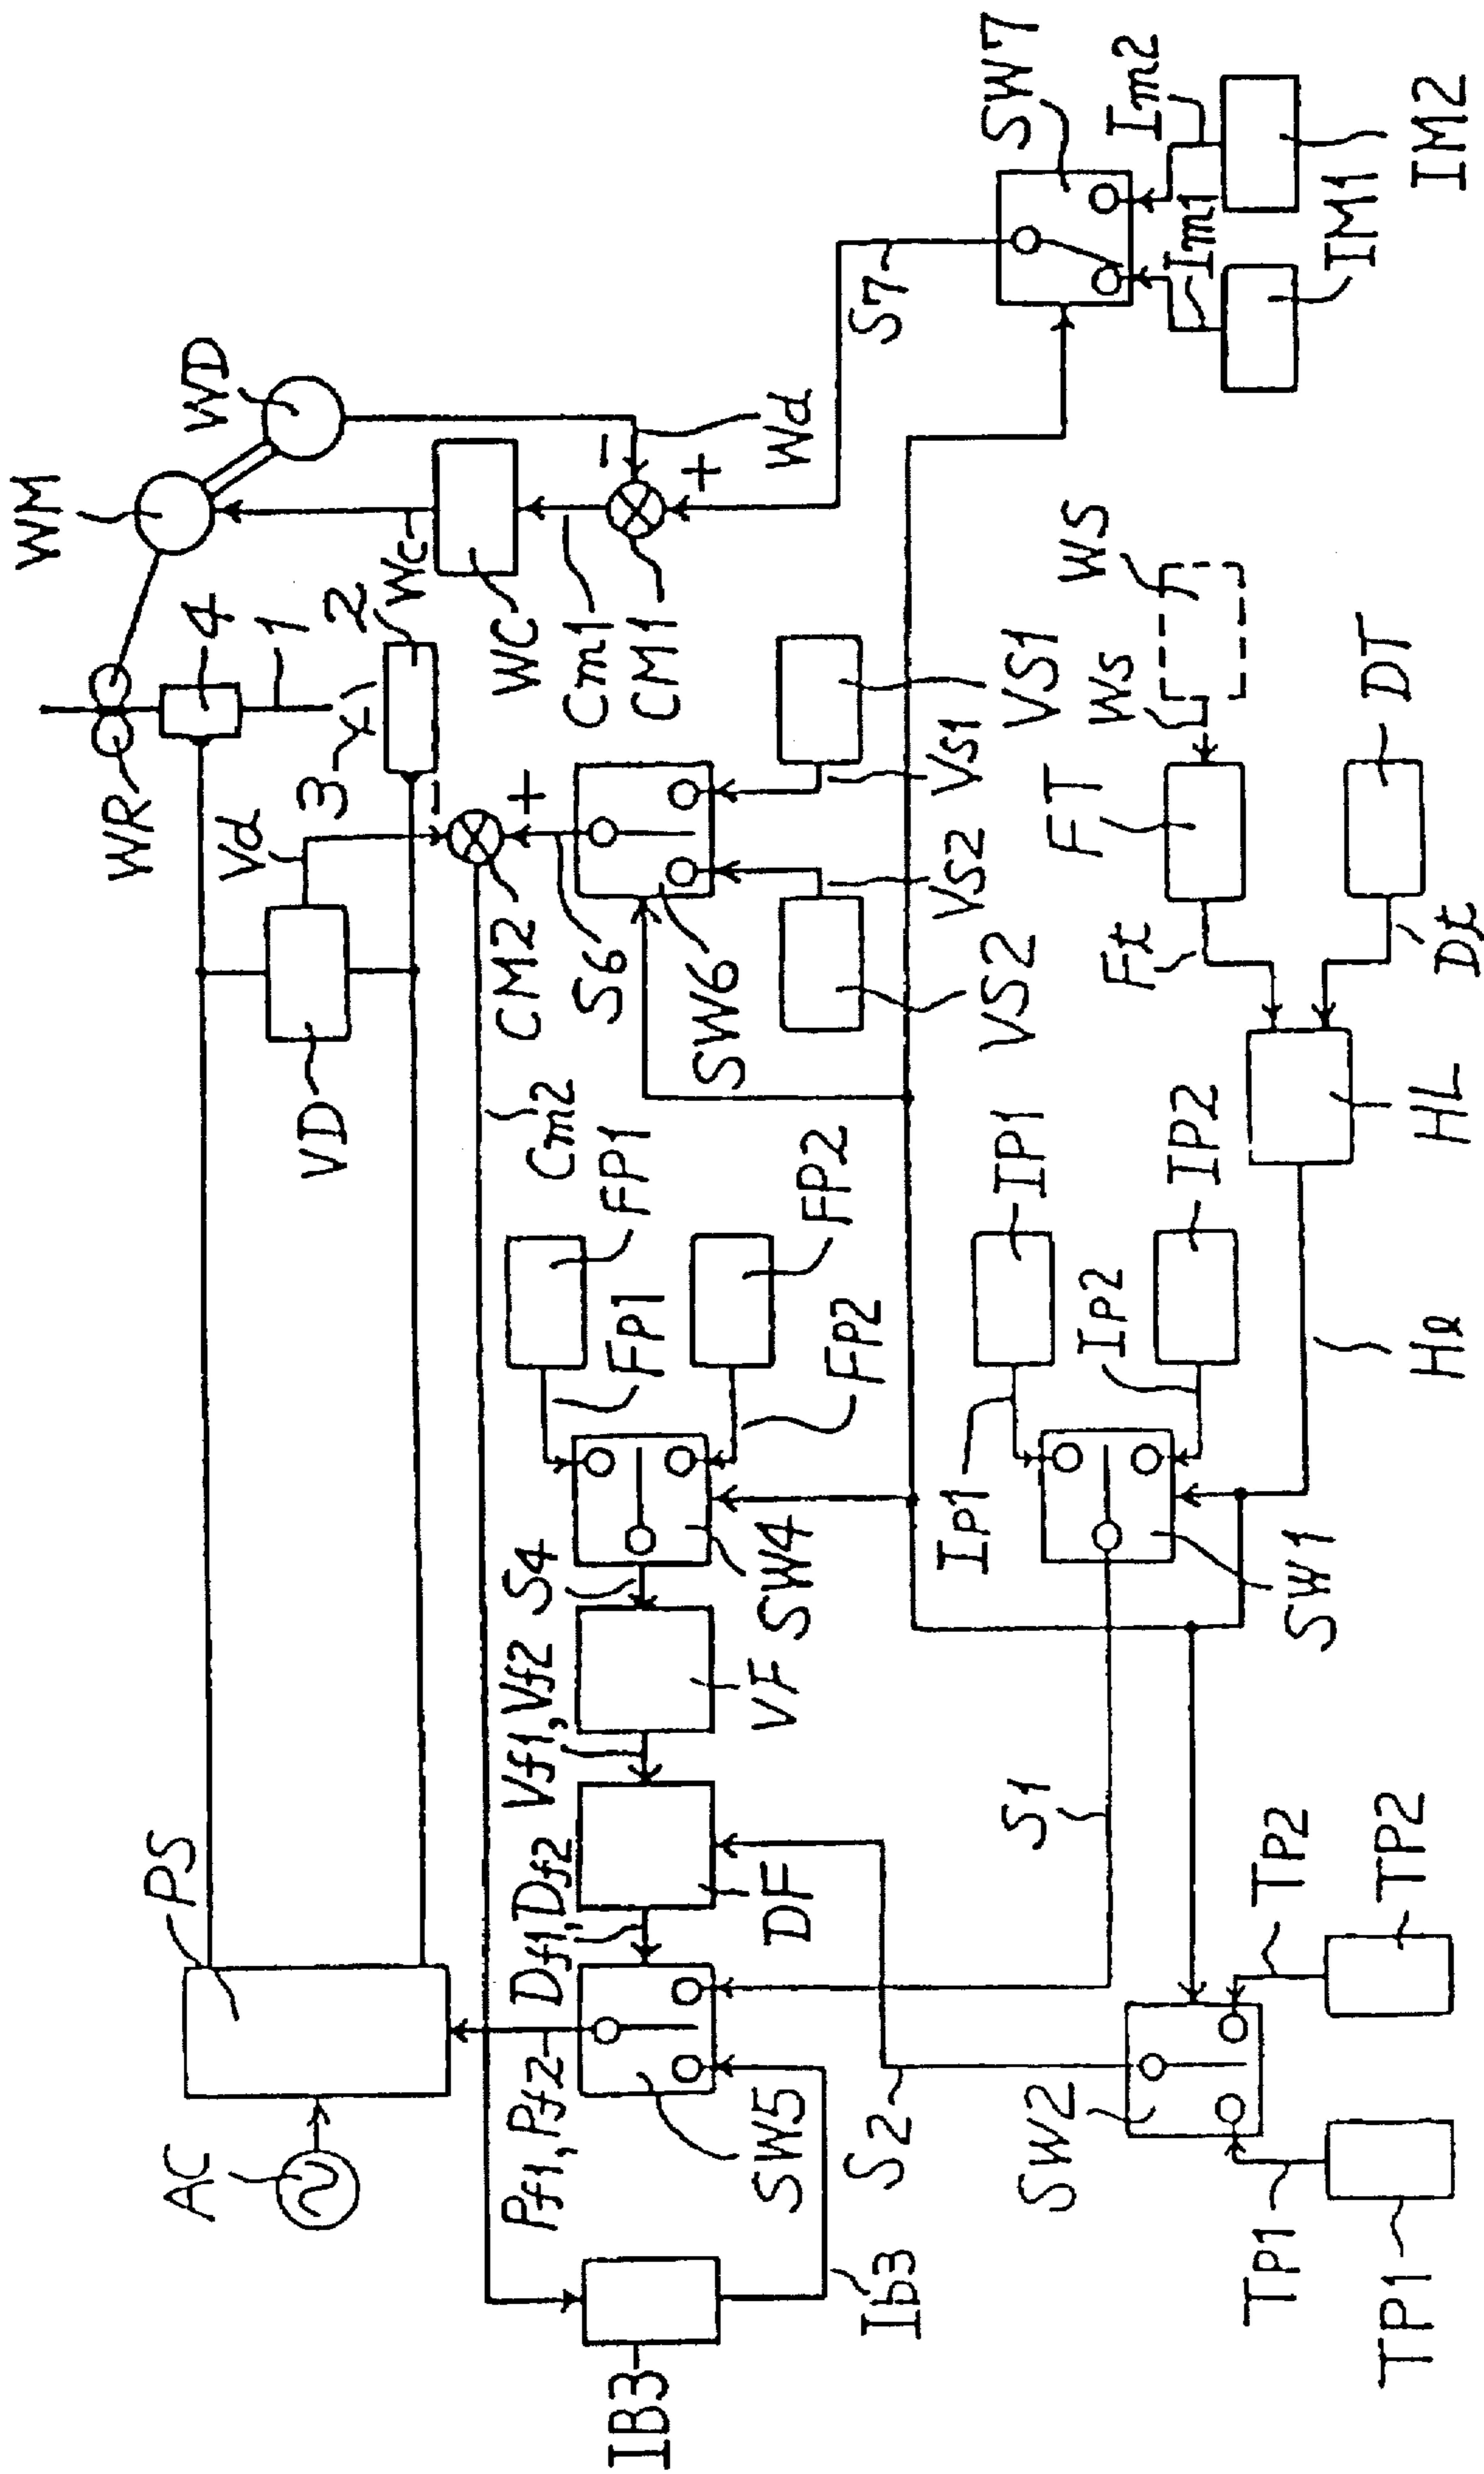 AC
PS
VD
Vd
WR
WM
WD
4
1
3
2
Wc
WC
Cm1
CM1
Wd
CM2
Cm2
S6
SW6
VS1
Vs1
VS2
Vs2
S7
SW7
Im1
Im2
IM1
IM2
IB3
Ib3
Pf1, Pf2
SW5
Df1, Df2
DF
Vf1, Vf2
VF
S4
SW4
FP1
FP1
FP2
FP2
S2
SW2
TP1
TP1
TP2
TP2
S1
SW1
IP1
IP1
IP2
IP2
Hl
HL
Ft
FT
Dt
DT
Ws
WS
+
−
+
−